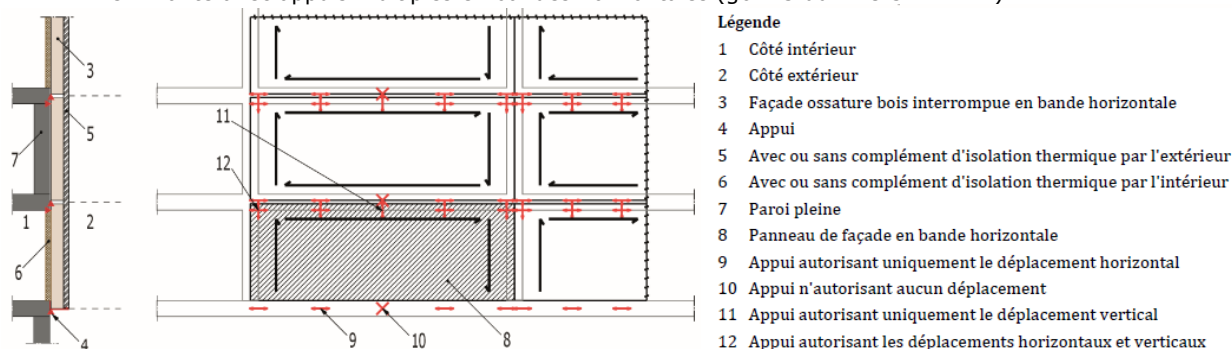 Légende
1 Côté intérieur
2 Côté extérieur
3 Façade ossature bois interrompue en bande horizontale
4 Appui
5 Avec ou sans complément d'isolation thermique par l'extérieur
6 Avec ou sans complément d'isolation thermique par l'intérieur
7 Paroi pleine
8 Panneau de façade en bande horizontale
9 Appui autorisant uniquement le déplacement horizontal
10 Appui n'autorisant aucun déplacement
11 Appui autorisant uniquement le déplacement vertical
12 Appui autorisant les déplacements horizontaux et verticaux
3
5
7
1
2
6
4
11
12
9
10
8